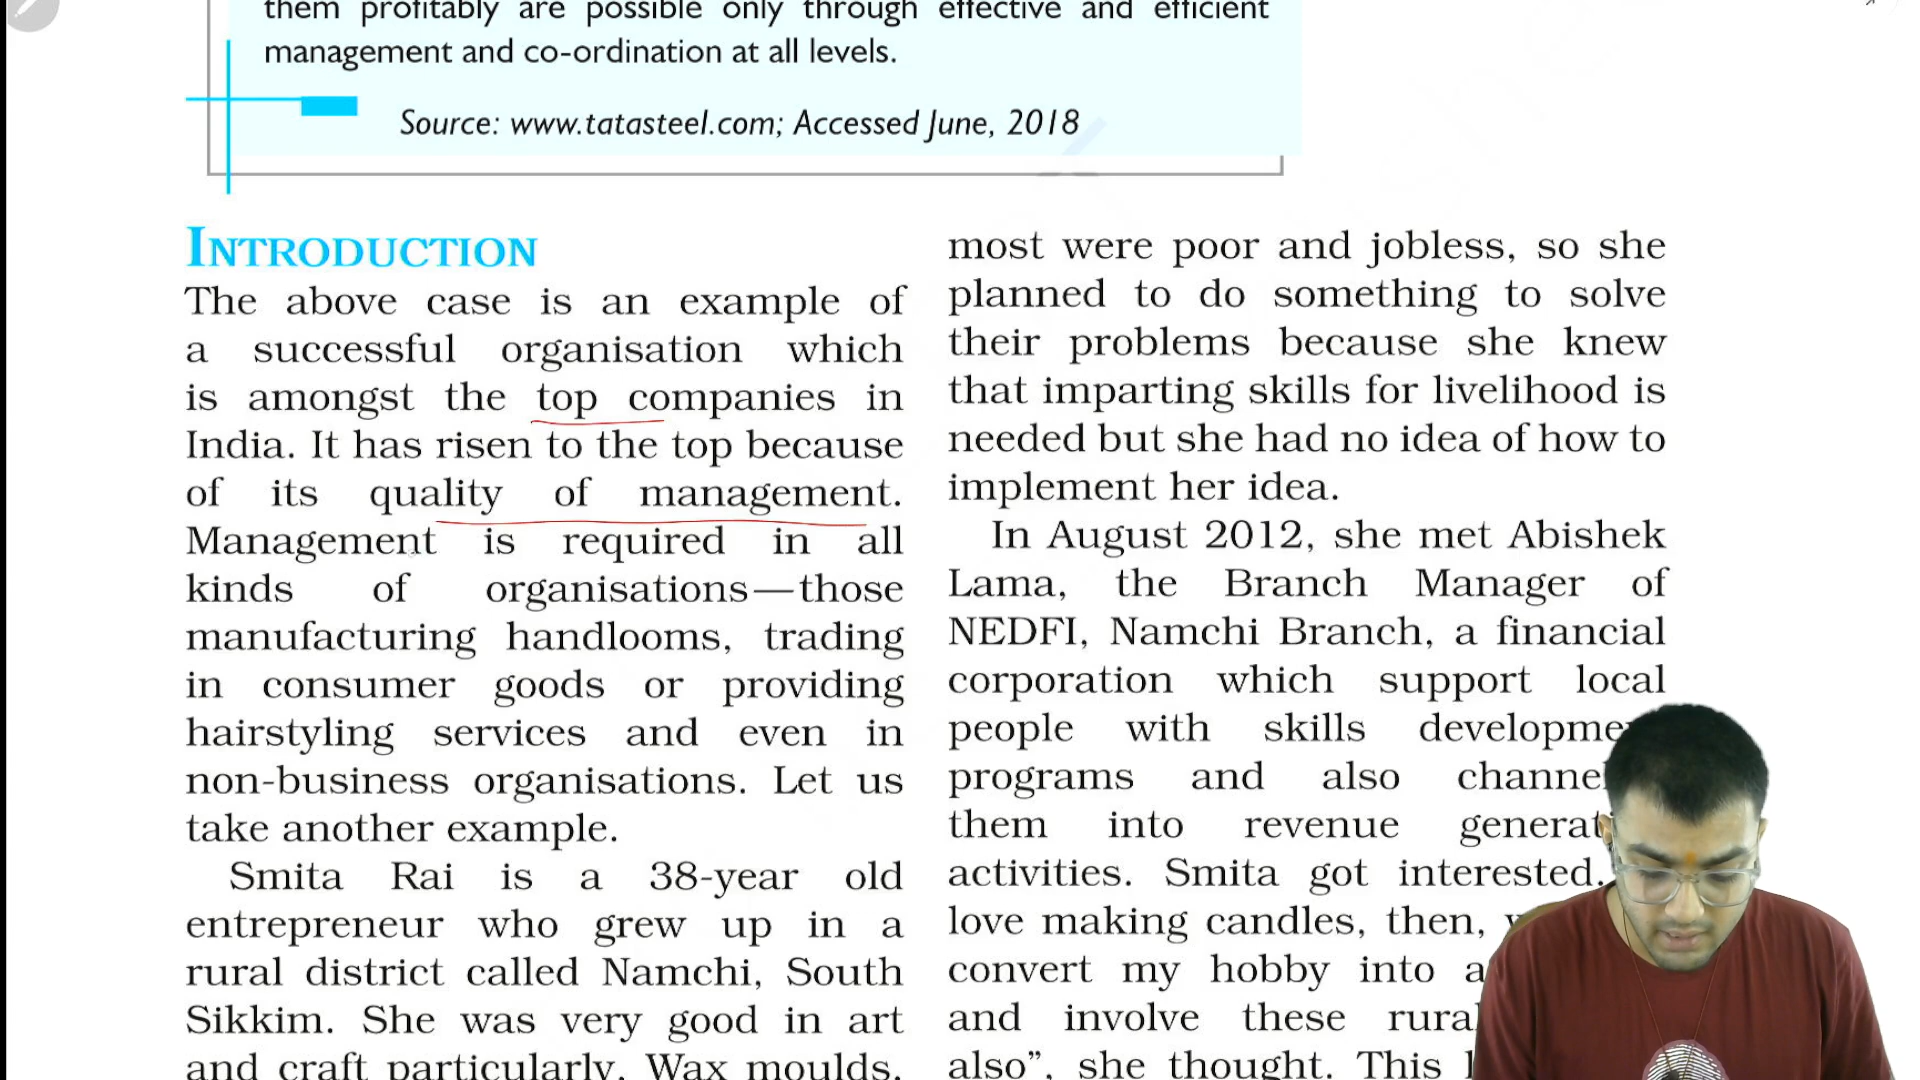 them profitably are possible only through effective and efficient
management and co-ordination at all levels.
Source: www.tatasteel.com; Accessed June, 2018
INTRODUCTION
The above case is an example of
a successful organisation which
is amongst the top companies in
India. It has risen to the top because
of its quality of management.
Management is required in all
kinds of organisations—those
manufacturing handlooms, trading
in consumer goods or providing
hairstyling services and even in
non-business organisations. Let us
take another example.
Smita Rai is a 38-year old
entrepreneur who grew up in a
rural district called Namchi, South
Sikkim. She was very good in art
and craft particularly, Wax moulds,
most were poor and jobless, so she
planned to do something to solve
their problems because she knew
that imparting skills for livelihood is
needed but she had no idea of how to
implement her idea.
In August 2012, she met Abishek
Lama, the Branch Manager of
NEDFI, Namchi Branch, a financial
corporation which support local
people with skills
programs and also
them into revenue
activities. Smita got interested.
love making candles, then,
convert my hobby into a
and involve these
also”, she thought. This